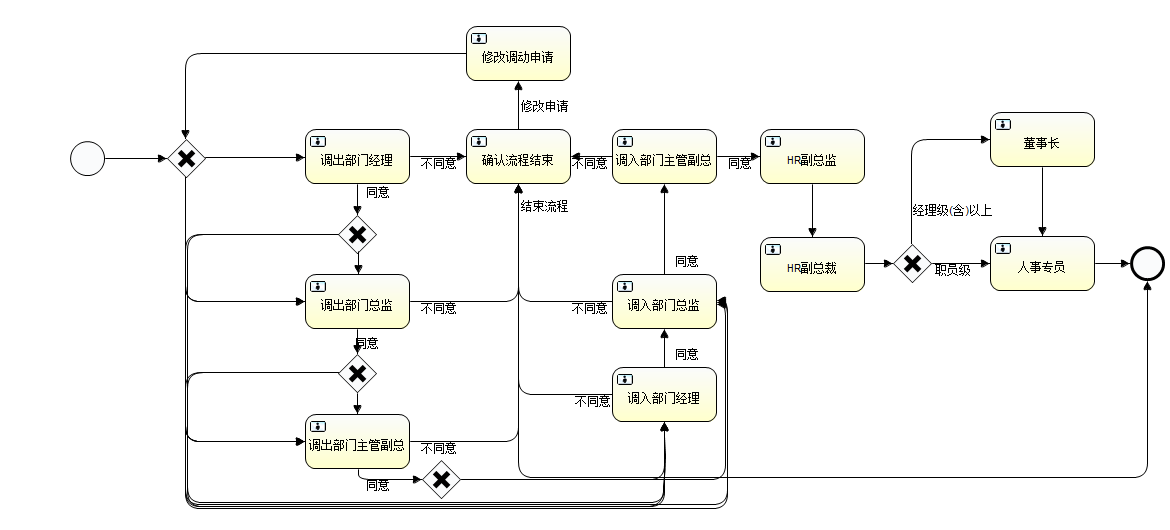 修改调动申请
修改申请
调出部门经理
不同意
确认流程结束
不同意
调入部门主管副总
同意
HR副总监
董事长
同意
结束流程
经理级(含)以上
同意
HR副总裁
职员级
人事专员
调出部门总监
不同意
不同意
调入部门总监
同意
同意
不同意
调入部门经理
调出部门主管副总
不同意
同意